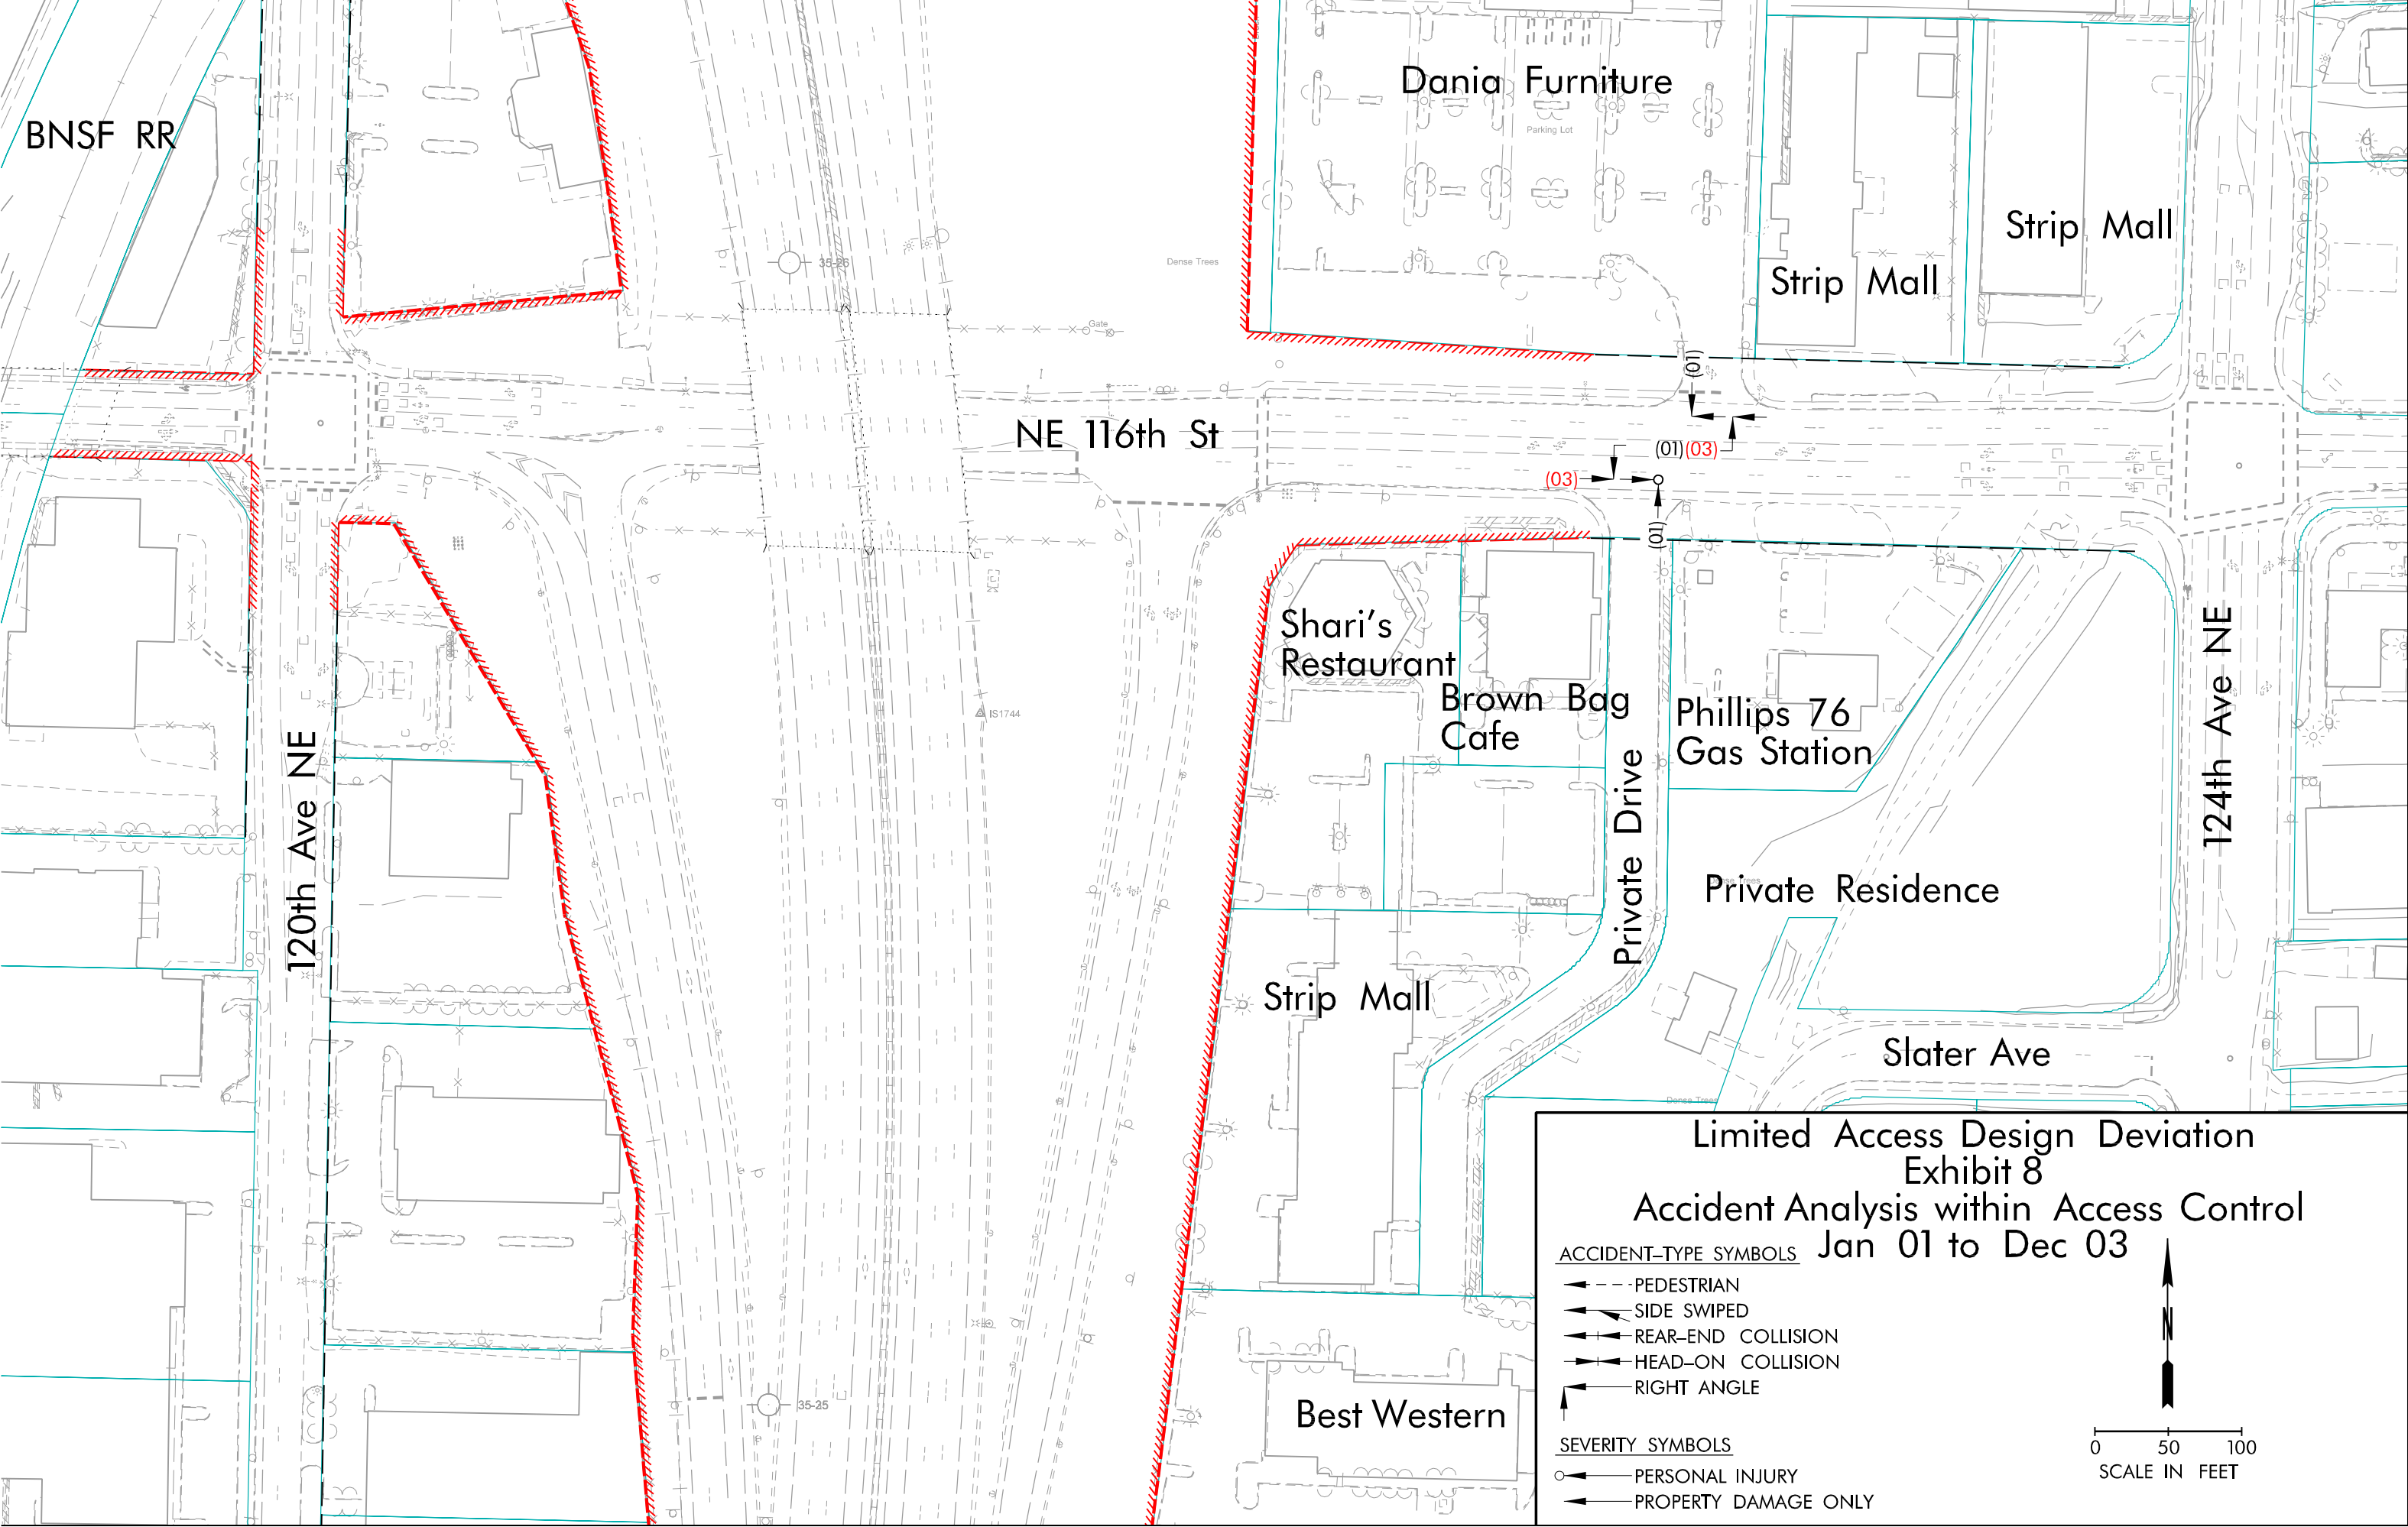 Dania Furniture
Parking Lot
BNSF RR
Strip Mall
Strip Mall
Dense Trees
35-26
Gate
(01)
NE 116th St
(01)(03)
(03)
(01)
Shari's
Restaurant
Brown Bag
Cafe
Phillips 76
Gas Station
IS1744
120th Ave NE
Private Drive
124th Ave NE
Dense Trees
Private Residence
Strip Mall
Slater Ave
Dense Trees
Best Western
35-25
Limited Access Design Deviation
Exhibit 8
Accident Analysis within Access Control
Jan 01 to Dec 03
ACCIDENT-TYPE SYMBOLS
PEDESTRIAN
SIDE SWIPED
REAR-END COLLISION
HEAD-ON COLLISION
RIGHT ANGLE
SEVERITY SYMBOLS
PERSONAL INJURY
PROPERTY DAMAGE ONLY
N
0 50 100
SCALE IN FEET